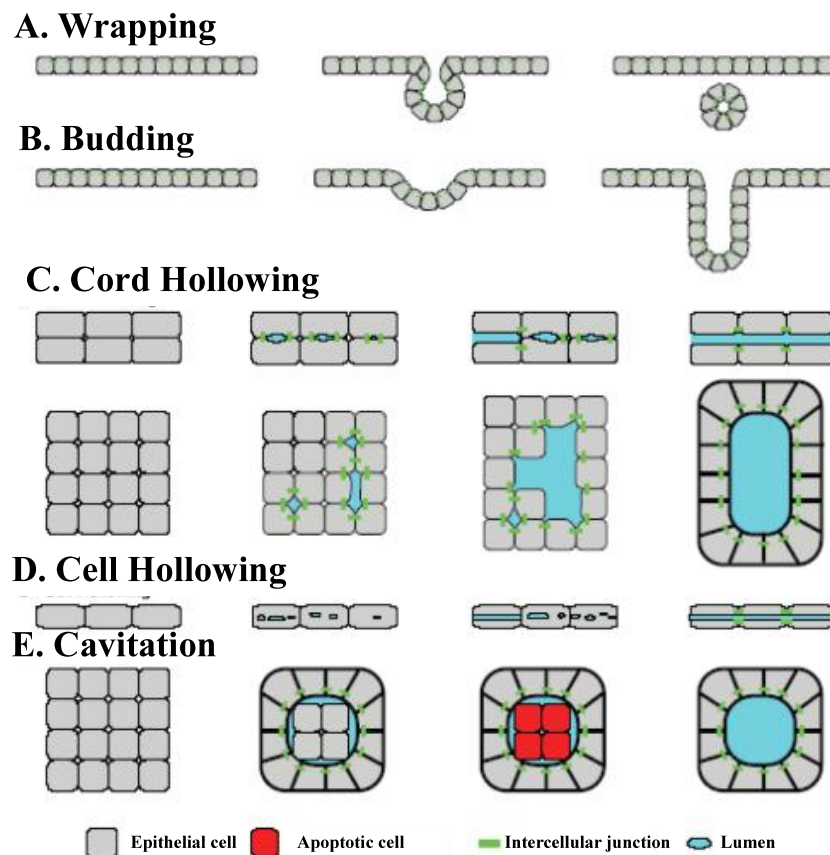 A. Wrapping
B. Budding
C. Cord Hollowing
D. Cell Hollowing
E. Cavitation
Epithelial cell Apoptotic cell Intercellular junction Lumen